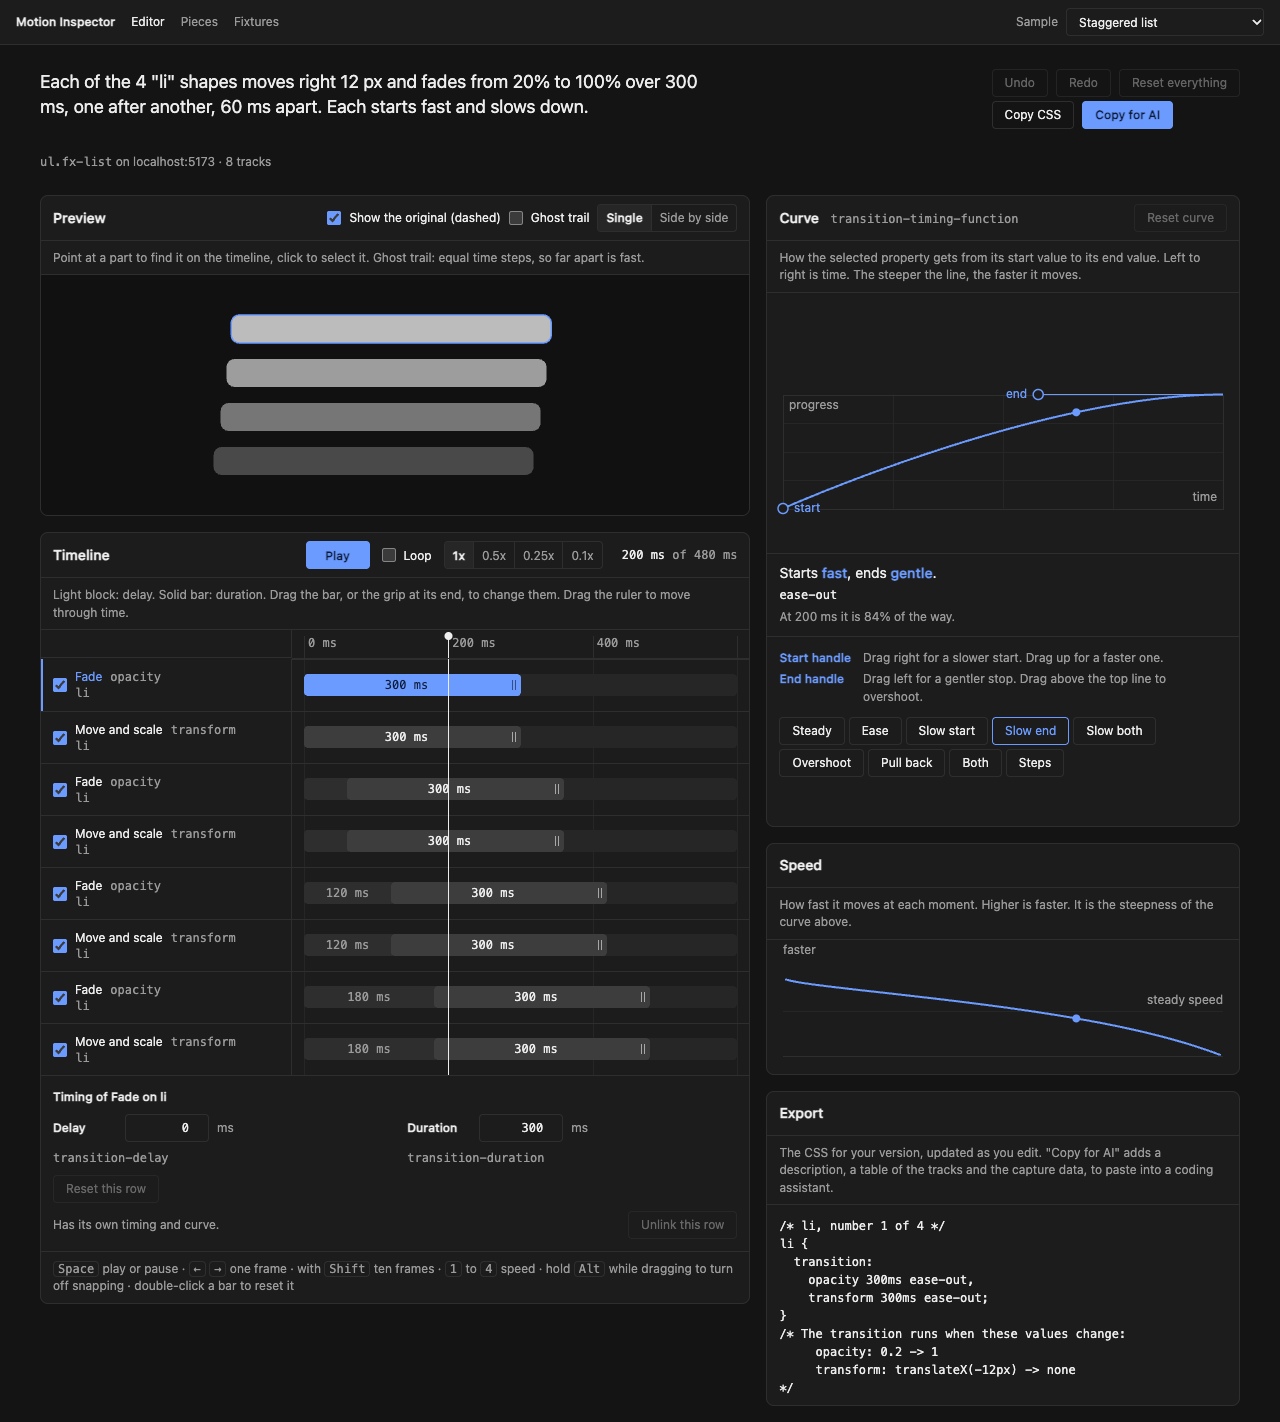 Motion Inspector Editor Pieces Fixtures Sample Staggered list
Each of the 4 "li" shapes moves right 12 px and fades from 20% to 100% over 300
ms, one after another, 60 ms apart. Each starts fast and slows down.
Undo Redo Reset everything
Copy CSS Copy for AI
ul.fx-list on localhost:5173 · 8 tracks
Preview Show the original (dashed) Ghost trail Single Side by side
Point at a part to find it on the timeline, click to select it. Ghost trail: equal time steps, so far apart is fast.
Timeline Play Loop 1x 0.5x 0.25x 0.1x 200 ms of 480 ms
Light block: delay. Solid bar: duration. Drag the bar, or the grip at its end, to change them. Drag the ruler to move
through time.
0 ms 200 ms 400 ms
Fade opacity
li
300 ms
Move and scale transform
li
300 ms
Fade opacity
li
300 ms
Move and scale transform
li
300 ms
Fade opacity
li
120 ms 300 ms
Move and scale transform
li
120 ms 300 ms
Fade opacity
li
180 ms 300 ms
Move and scale transform
li
180 ms 300 ms
Timing of Fade on li
Delay 0 ms Duration 300 ms
transition-delay transition-duration
Reset this row
Has its own timing and curve. Unlink this row
Space play or pause · ← → one frame · with Shift ten frames · 1 to 4 speed · hold Alt while dragging to turn
off snapping · double-click a bar to reset it
Curve transition-timing-function Reset curve
How the selected property gets from its start value to its end value. Left to
right is time. The steeper the line, the faster it moves.
end
progress
time
start
Starts fast, ends gentle.
ease-out
At 200 ms it is 84% of the way.
Start handle Drag right for a slower start. Drag up for a faster one.
End handle Drag left for a gentler stop. Drag above the top line to
overshoot.
Steady Ease Slow start Slow end Slow both
Overshoot Pull back Both Steps
Speed
How fast it moves at each moment. Higher is faster. It is the steepness of the
curve above.
faster
steady speed
Export
The CSS for your version, updated as you edit. "Copy for AI" adds a
description, a table of the tracks and the capture data, to paste into a coding
assistant.
/* li, number 1 of 4 */
li {
transition:
opacity 300ms ease-out,
transform 300ms ease-out;
}
/* The transition runs when these values change:
opacity: 0.2 -> 1
transform: translateX(-12px) -> none
*/